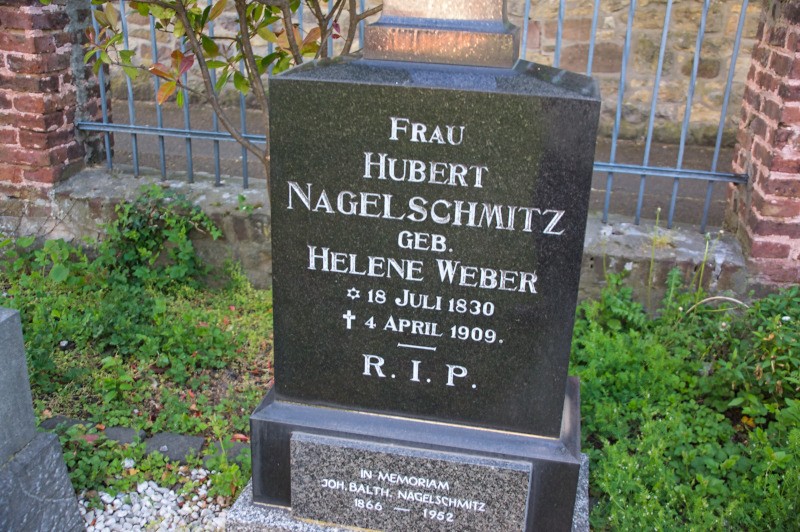 FRAU
HUBERT
NAGELSCHMITZ
GEB.
HELENE WEBER
✡ 18 JULI 1830
✝ 4 APRIL 1909.
R. I. P.
IN MEMORIAM
JOH. BALTH. NAGELSCHMITZ
1866 — 1952